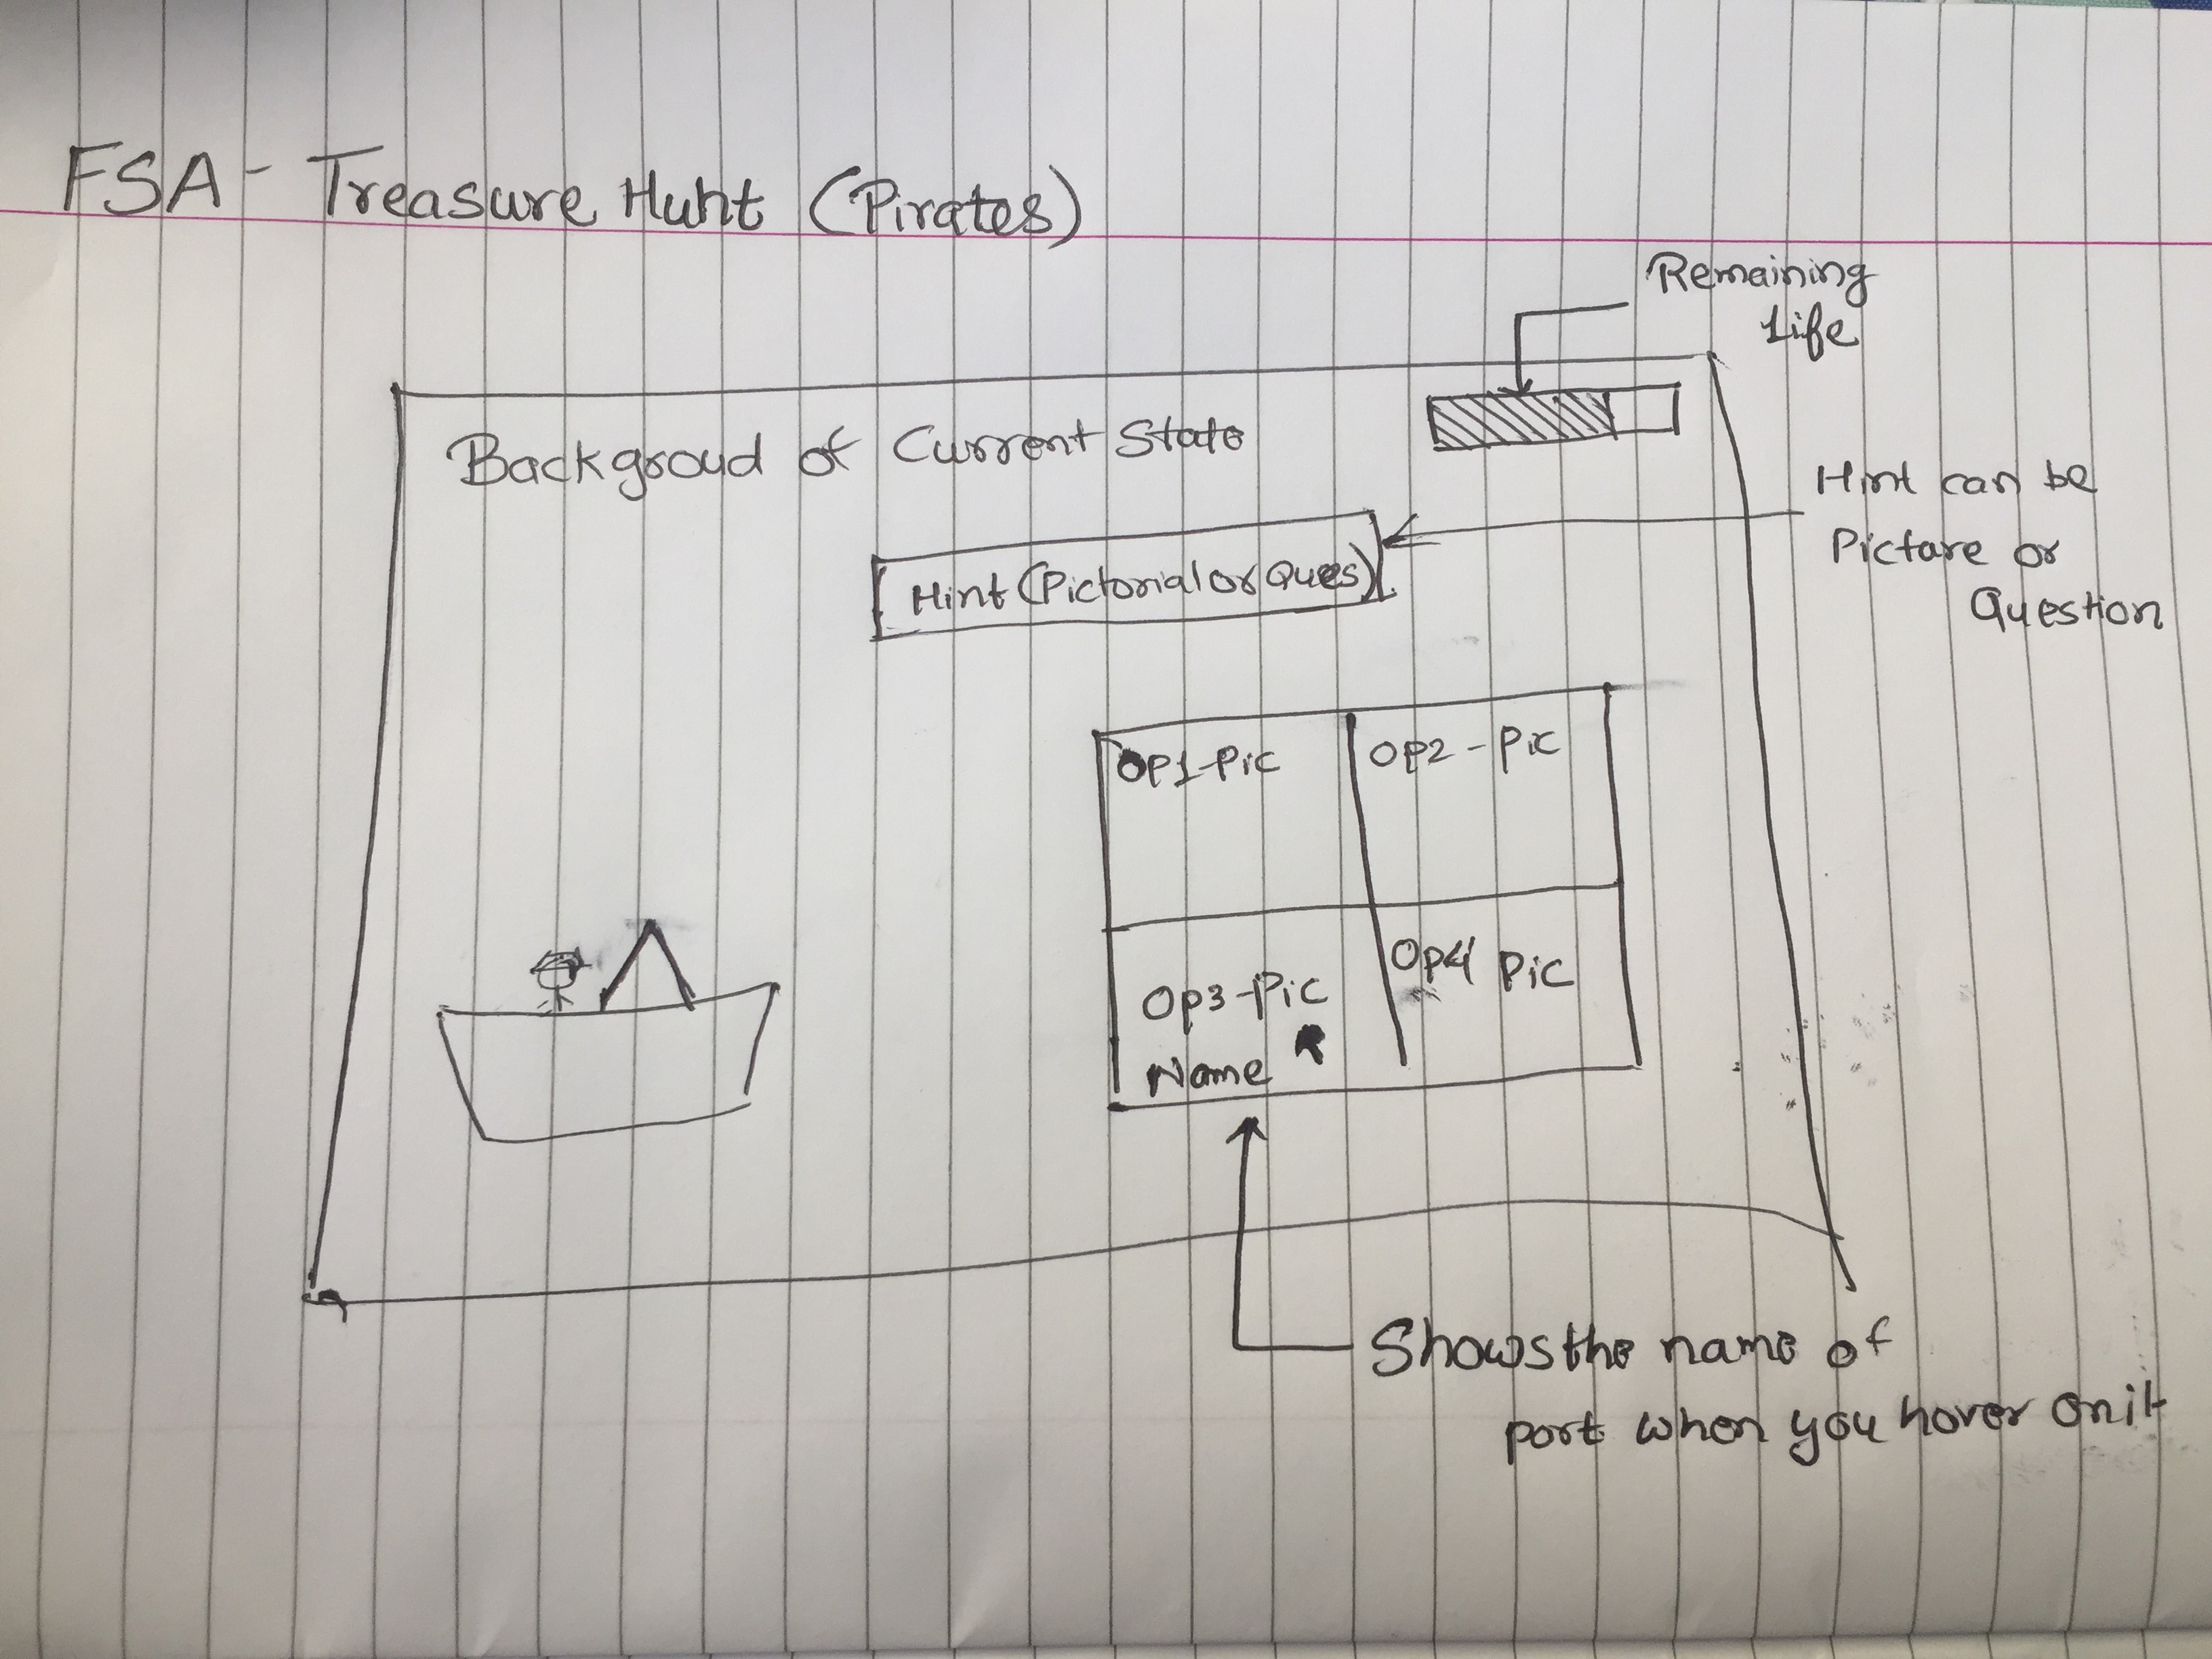 FSA - Treasure Hunt (Pirates)
Remaining
Life
Backgroud of Current State
Hint can be
Picture or
Question
Hint (Pictorial or Ques)
OP1-Pic
OP2 - Pic
Op3-Pic
Name
Op4 Pic
Shows the name of
port when you hover on it